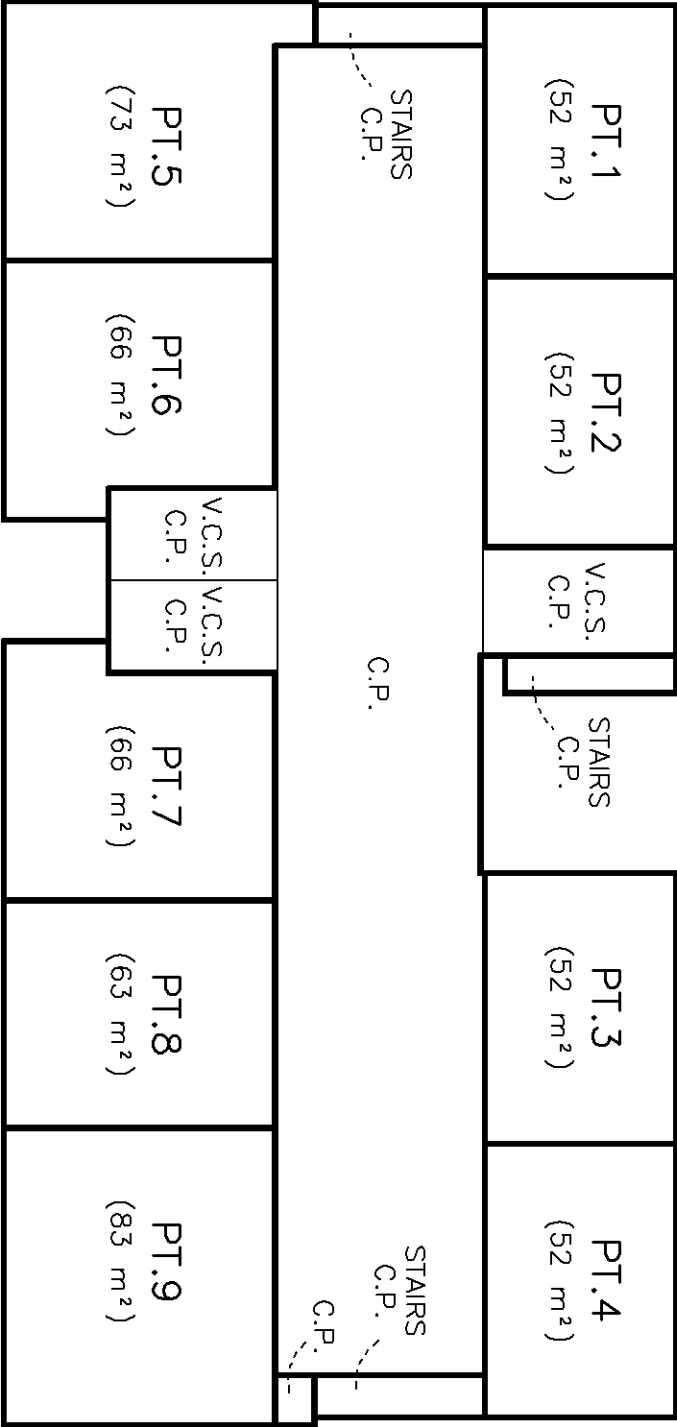 PT.1
(52 m²)
PT.2
(52 m²)
V.C.S.
C.P.
STAIRS
C.P.
PT.3
(52 m²)
PT.4
(52 m²)
STAIRS
C.P.
C.P.
STAIRS
C.P.
C.P.
PT.5
(73 m²)
PT.6
(66 m²)
V.C.S.
C.P.
V.C.S.
C.P.
PT.7
(66 m²)
PT.8
(63 m²)
PT.9
(83 m²)